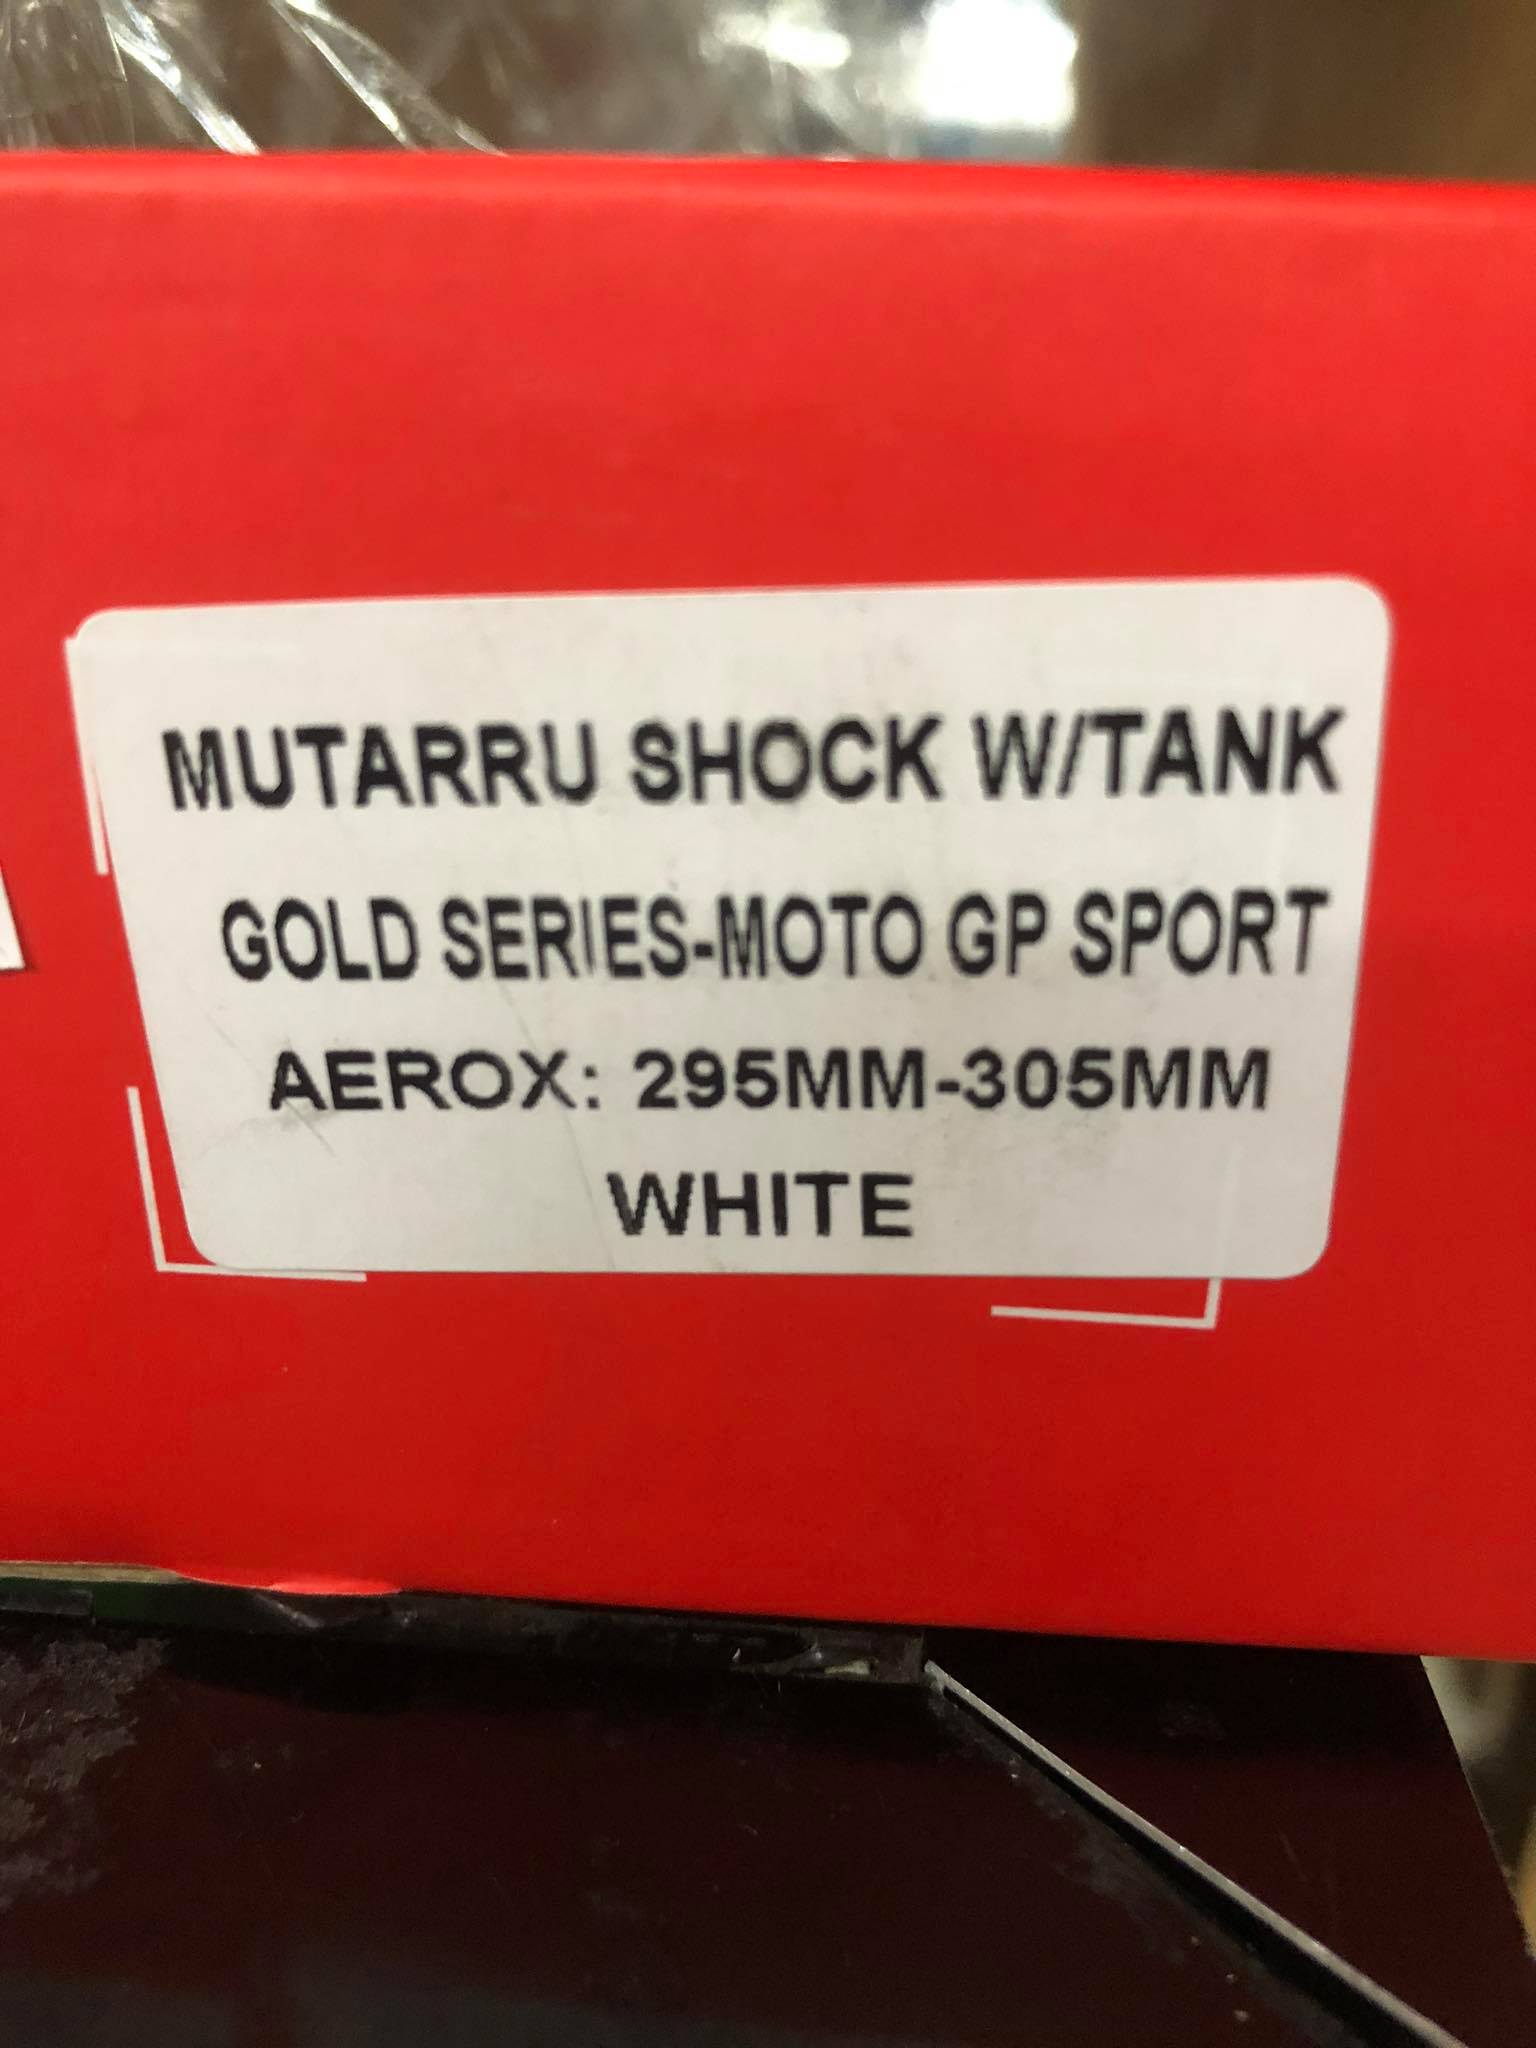 MUTARRU SHOCK W/TANK
GOLD SERIES-MOTO GP SPORT
AEROX: 295MM-305MM
WHITE